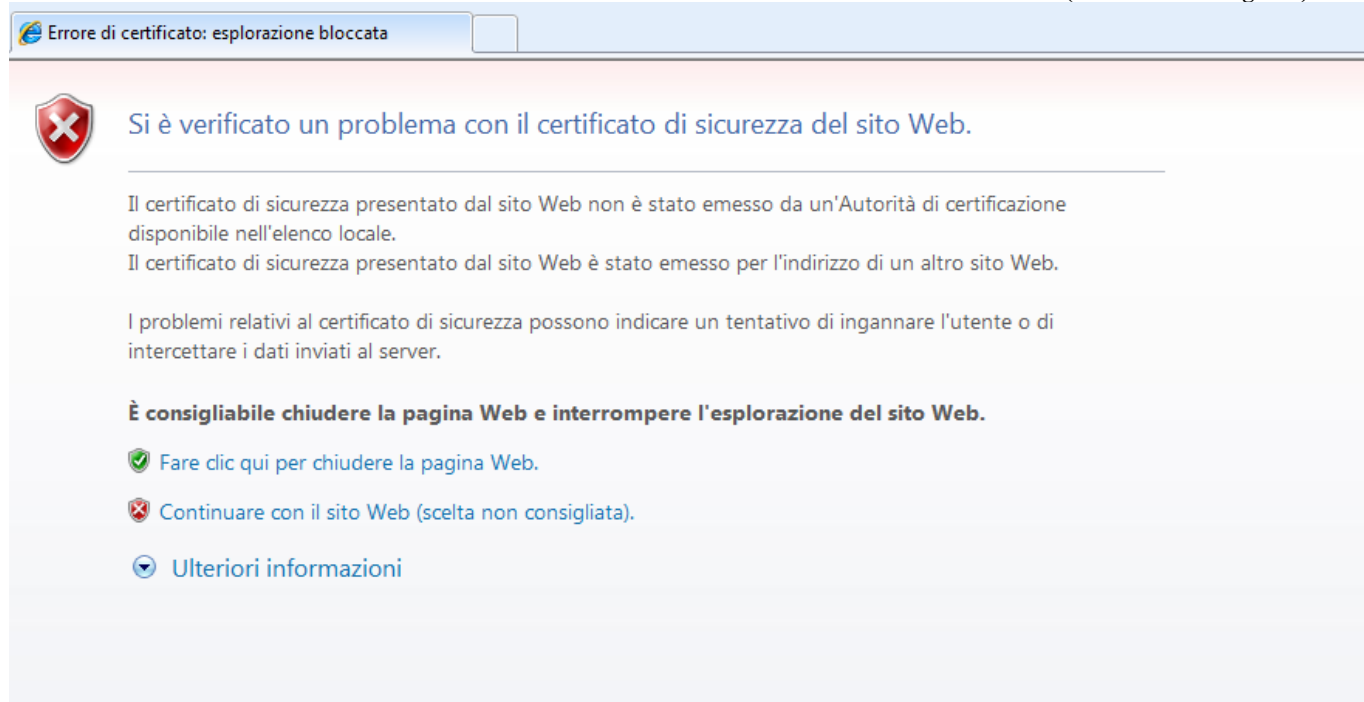 Errore di certificato: esplorazione bloccata
Si è verificato un problema con il certificato di sicurezza del sito Web.
Il certificato di sicurezza presentato dal sito Web non è stato emesso da un'Autorità di certificazione
disponibile nell'elenco locale.
Il certificato di sicurezza presentato dal sito Web è stato emesso per l'indirizzo di un altro sito Web.
I problemi relativi al certificato di sicurezza possono indicare un tentativo di ingannare l'utente o di
intercettare i dati inviati al server.
È consigliabile chiudere la pagina Web e interrompere l'esplorazione del sito Web.
Fare clic qui per chiudere la pagina Web.
Continuare con il sito Web (scelta non consigliata).
Ulteriori informazioni